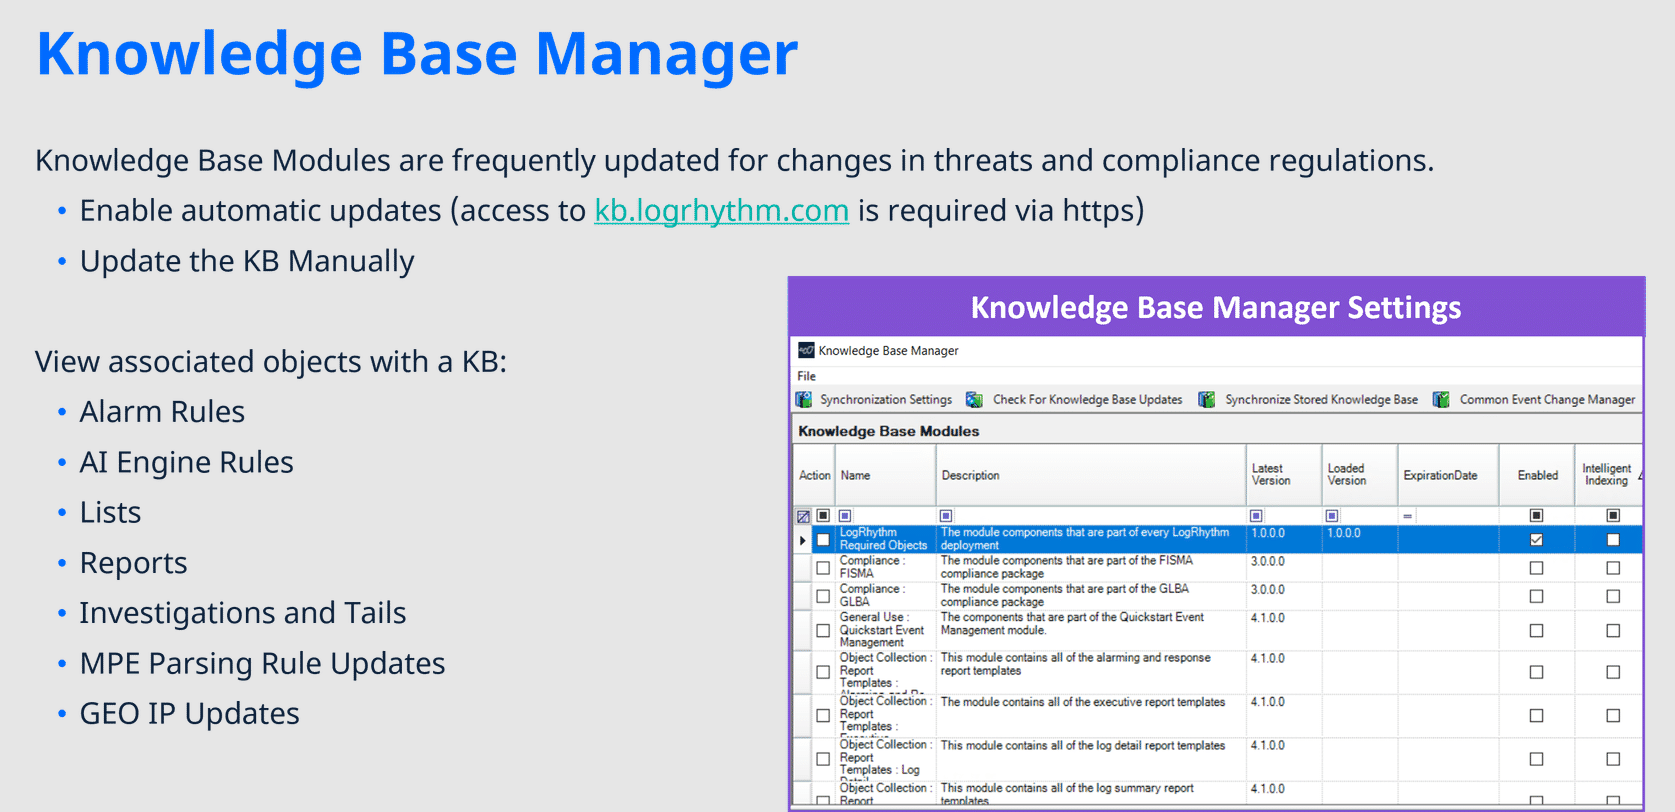 Knowledge Base Manager
Knowledge Base Modules are frequently updated for changes in threats and compliance regulations.
• Enable automatic updates (access to kb.logrhythm.com is required via https)
• Update the KB Manually
View associated objects with a KB:
• Alarm Rules
• AI Engine Rules
• Lists
• Reports
• Investigations and Tails
• MPE Parsing Rule Updates
• GEO IP Updates
Knowledge Base Manager Settings
Knowledge Base Manager
File
Synchronization Settings Check For Knowledge Base Updates Synchronize Stored Knowledge Base Common Event Change Manager
Knowledge Base Modules
Action Name Description Latest Version Loaded Version ExpirationDate Enabled Intelligent Indexing
=
LogRhythm The module components that are part of every LogRhythm 1.0.0.0 1.0.0.0
Required Objects deployment
Compliance : The module components that are part of the FISMA 3.0.0.0
FISMA compliance package
Compliance : The module components that are part of the GLBA 3.0.0.0
GLBA compliance package
General Use : The components that are part of the Quickstart Event 4.1.0.0
Quickstart Event Management module.
Management
Object Collection : This module contains all of the alarming and response 4.1.0.0
Report report templates
Templates :
Object Collection : The module contains all of the executive report templates 4.1.0.0
Report
Templates :
Object Collection : This module contains all of the log detail report templates 4.1.0.0
Report
Templates : Log
Detail
Object Collection : This module contains all of the log summary report 4.1.0.0
Report templates